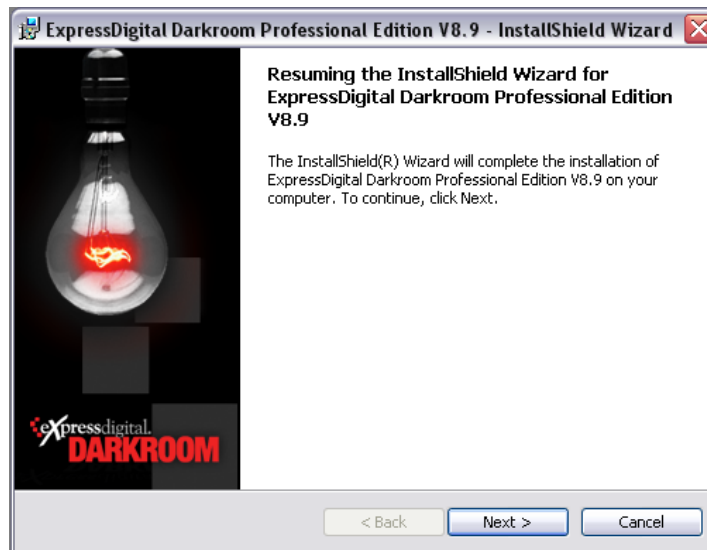 ExpressDigital Darkroom Professional Edition V8.9 - InstallShield Wizard
Resuming the InstallShield Wizard for
ExpressDigital Darkroom Professional Edition
V8.9
The InstallShield(R) Wizard will complete the installation of
ExpressDigital Darkroom Professional Edition V8.9 on your
computer. To continue, click Next.
eXpressdigital.
DARKROOM
< Back Next > Cancel